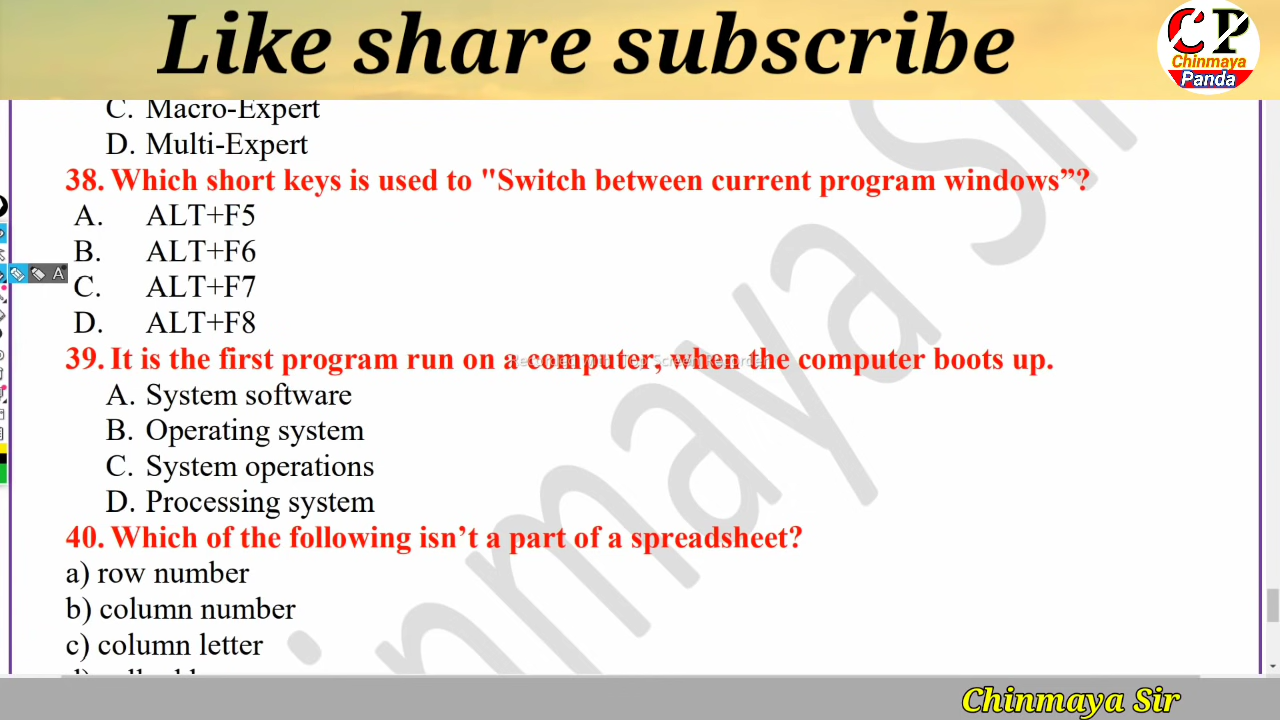 Like share subscribe
CP
Chinmaya
Panda
C. Macro-Expert
D. Multi-Expert
38. Which short keys is used to "Switch between current program windows”?
A. ALT+F5
B. ALT+F6
A
C. ALT+F7
D. ALT+F8
39. It is the first program run on a computer, when the computer boots up.
A. System software
B. Operating system
C. System operations
D. Processing system
40. Which of the following isn’t a part of a spreadsheet?
a) row number
b) column number
c) column letter
Chinmaya Sir